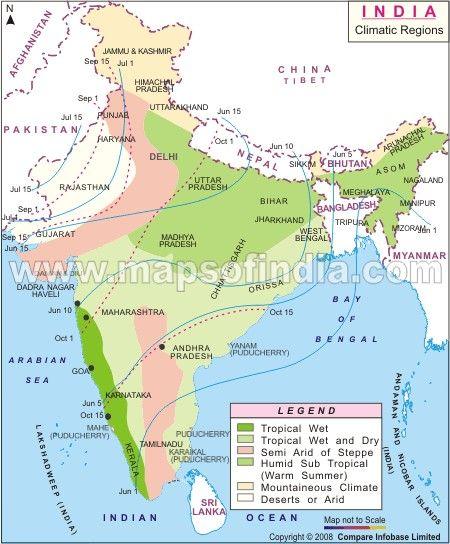 INDIA
Climatic Regions
N
AFGHANISTAN
JAMMU & KASHMIR
Sep 15
Jul 1
HIMACHAL
PRADESH
CHINA
TIBET
Sep 1
Jul 15
PUNJAB
UTTARAKHAND
Jun 15
Oct 1
PAKISTAN
HARYANA
DELHI
NEPAL
SIKKIM
Jun 5
BHUTAN
ARUNACHAL
PRADESH
ASOM
NAGALAND
Jul 15
RAJASTHAN
UTTAR
PRADESH
BIHAR
MEGHALAYA
BANGLADESH
MANIPUR
JHARKHAND
TRIPURA
MIZORAM
Jun 1
Sep 15
Jun 15
GUJARAT
MADHYA
PRADESH
WEST
BENGAL
MYANMAR
CHHATTISGARH
ORISSA
www.mapsofindia.com
DAMAN & DIU
DADRA NAGAR
HAVELI
Jun 10
MAHARASHTRA
Oct 15
BAY
OF
BENGAL
Oct 1
ANDHRA
PRADESH
YANAM
(PUDUCHERRY)
ARABIAN
SEA
GOA
KARNATAKA
Jun 5
Oct 15
MAHE
(PUDUCHERRY)
PUDUCHERRY
TAMILNADU
KARAIKAL
(PUDUCHERRY)
KERALA
LAKSHADWEEP (INDIA)
ANDAMAN AND NICOBAR ISLANDS
(INDIA)
Jun 1
SRI
LANKA
INDIAN OCEAN
LEGEND
Tropical Wet
Tropical Wet and Dry
Semi Arid of Steppe
Humid Sub Tropical
(Warm Summer)
Mountaineous Climate
Deserts or Arid
Map not to Scale
Copyright © 2008 Compare Infobase Limited